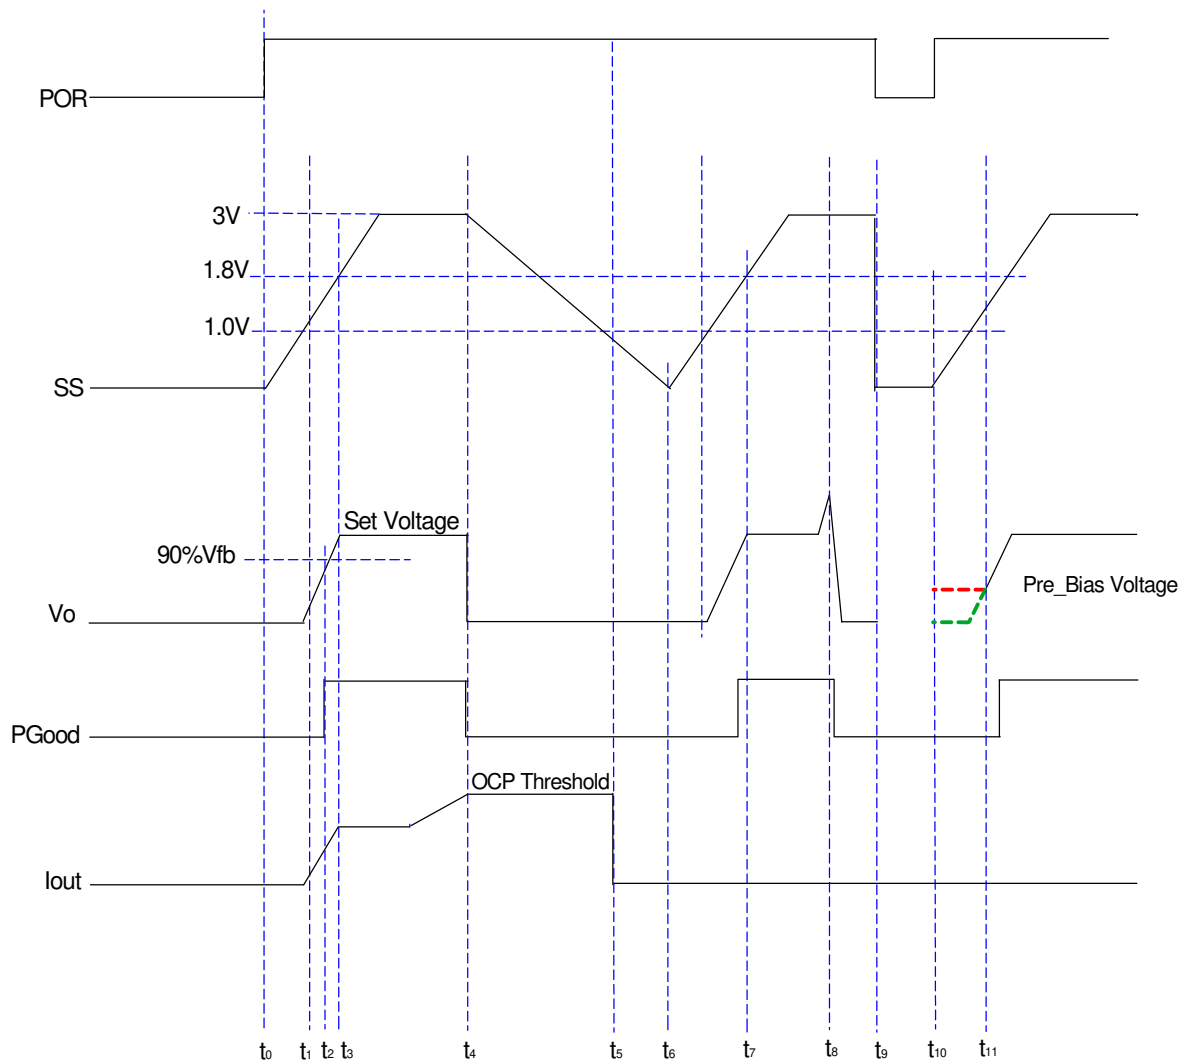 POR
3V
1.8V
1.0V
SS
Set Voltage
90%Vfb
Vo
Pre_Bias Voltage
PGood
OCP Threshold
Iout
t0 t1 t2 t3 t4 t5 t6 t7 t8 t9 t10 t11